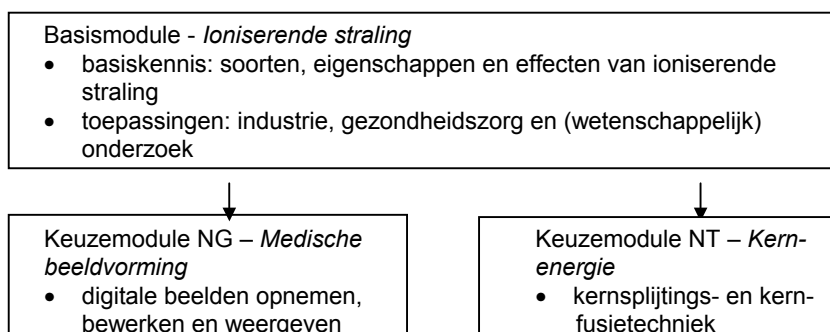 Basismodule - Ioniserende straling
• basiskennis: soorten, eigenschappen en effecten van ioniserende
straling
• toepassingen: industrie, gezondheidszorg en (wetenschappelijk)
onderzoek
Keuzemodule NG – Medische
beeldvorming
• digitale beelden opnemen,
bewerken en weergeven
Keuzemodule NT – Kern-
energie
• kernsplijtings- en kern-
fusietechniek